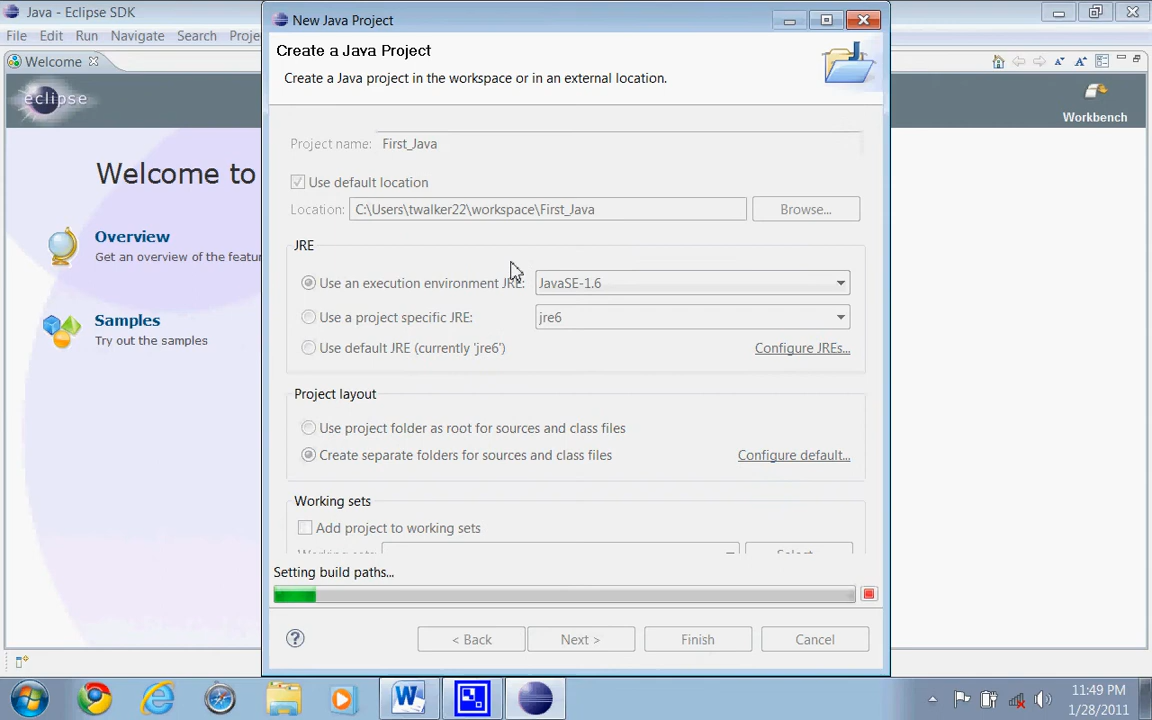 Java - Eclipse SDK
New Java Project
File Edit Run Navigate Search Proje
Create a Java Project
Create a Java project in the workspace or in an external location.
Welcome
eclipse
Workbench
Project name: First_Java
Welcome to
Use default location
Location: C:\Users\twalker22\workspace\First_Java Browse...
Overview
Get an overview of the featur
JRE
Use an execution environment JRE: JavaSE-1.6
Samples
Try out the samples
Use a project specific JRE: jre6
Use default JRE (currently 'jre6') Configure JREs...
Project layout
Use project folder as root for sources and class files
Create separate folders for sources and class files Configure default...
Working sets
Add project to working sets
Working sets: Select...
Setting build paths...
< Back Next > Finish Cancel
11:49 PM
1/28/2011